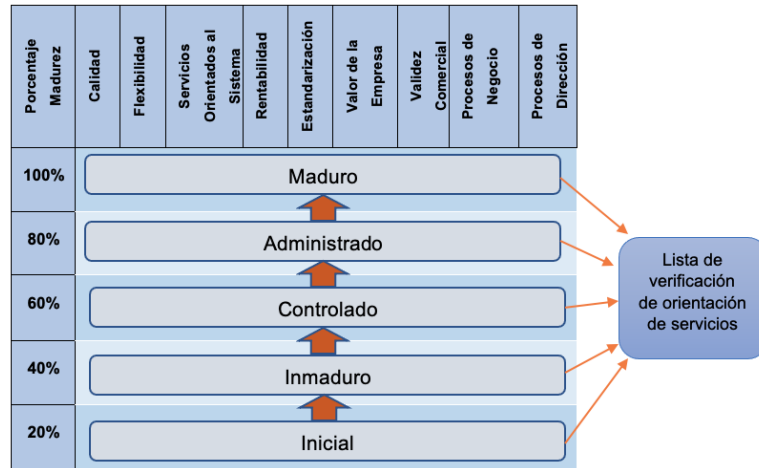 Porcentaje
Madurez
Calidad
Flexibilidad
Servicios
Orientados al
Sistema
Rentabilidad
Estandarización
Valor de la
Empresa
Validez
Comercial
Procesos de
Negocio
Procesos de
Dirección
100%
Maduro
80%
Administrado
60%
Controlado
40%
Inmaduro
20%
Inicial
Lista de
verificación
de orientación
de servicios